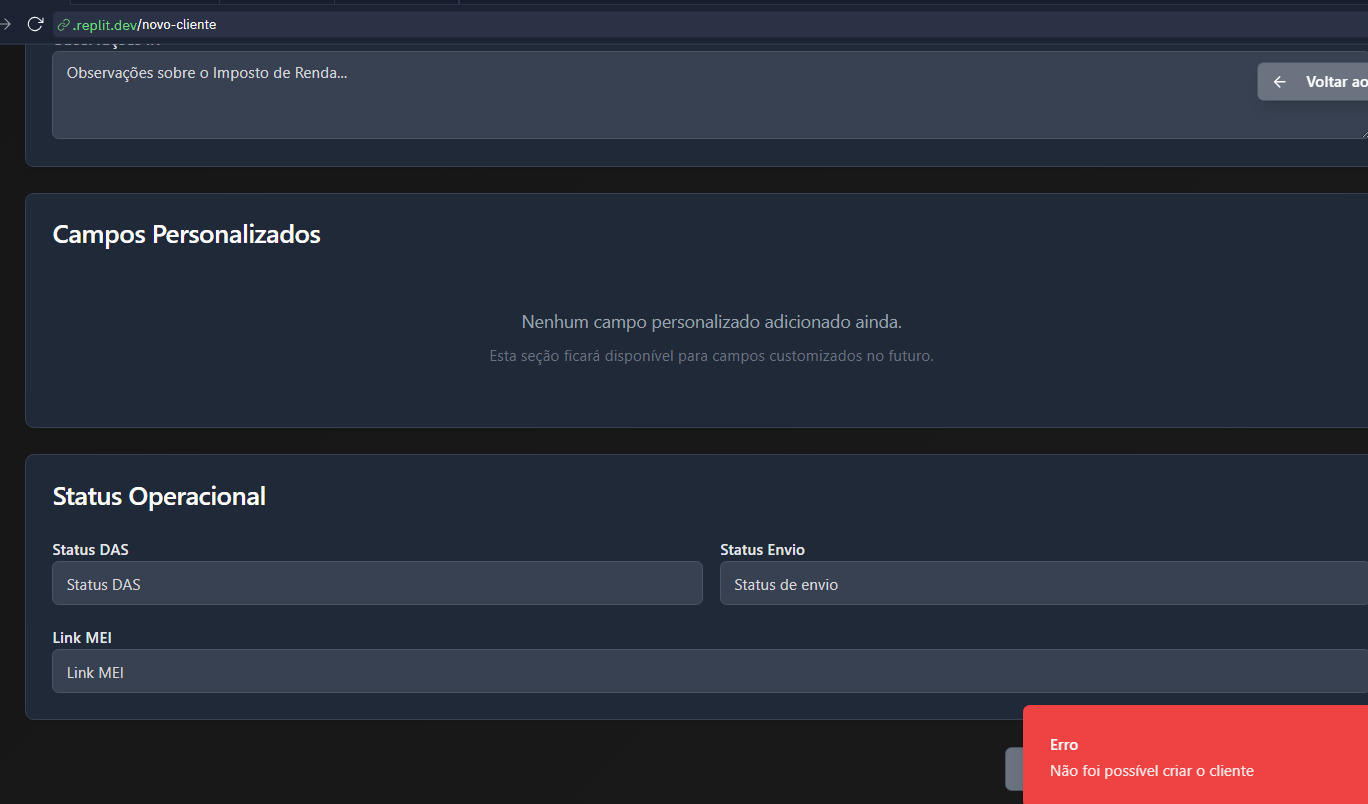 .replit.dev/novo-cliente
Observações sobre o Imposto de Renda...
Voltar ao
Campos Personalizados
Nenhum campo personalizado adicionado ainda.
Esta seção ficará disponível para campos customizados no futuro.
Status Operacional
Status DAS
Status Envio
Status DAS
Status de envio
Link MEI
Link MEI
Erro
Não foi possível criar o cliente